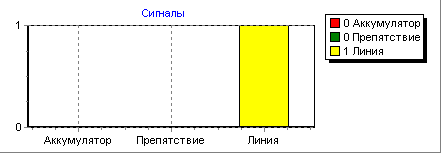 Сигналы
1
0
Аккумулятор
Препятствие
Линия
0 Аккумулятор
0 Препятствие
1 Линия